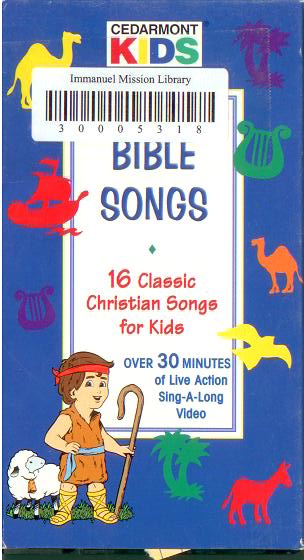 CEDARMONT
KIDS
Immanuel Mission Library
30005318
BIBLE
SONGS
16 Classic
Christian Songs
for Kids
OVER 30 MINUTES
of Live Action
Sing-A-Long
Video